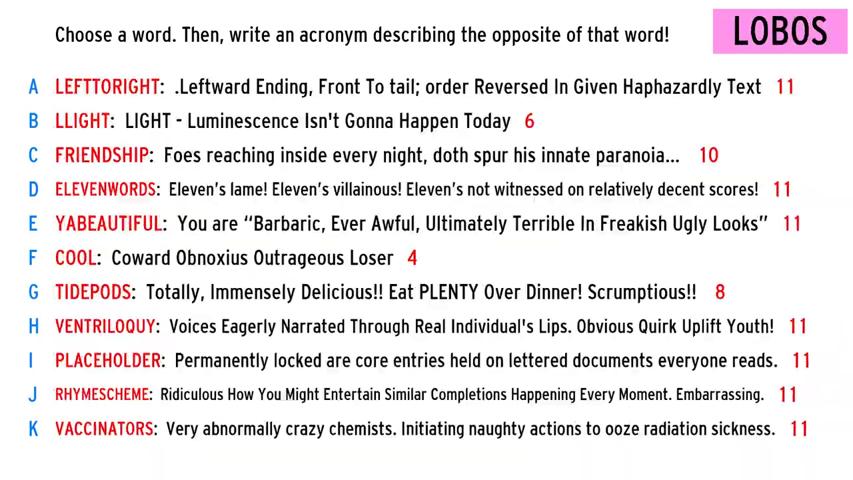 Choose a word. Then, write an acronym describing the opposite of that word!
LOBOS
A LEFTTORIGHT: .Leftward Ending, Front To tail; order Reversed In Given Haphazardly Text 11
B LLIGHT: LIGHT - Luminescence Isn't Gonna Happen Today 6
C FRIENDSHIP: Foes reaching inside every night, doth spur his innate paranoia... 10
D ELEVENWORDS: Eleven's lame! Eleven's villainous! Eleven's not witnessed on relatively decent scores! 11
E YABEAUTIFUL: You are “Barbaric, Ever Awful, Ultimately Terrible In Freakish Ugly Looks” 11
F COOL: Coward Obnoxius Outrageous Loser 4
G TIDEPODS: Totally, Immensely Delicious!! Eat PLENTY Over Dinner! Scrumptious!! 8
H VENTRILOQUY: Voices Eagerly Narrated Through Real Individual's Lips. Obvious Quirk Uplift Youth! 11
I PLACEHOLDER: Permanently locked are core entries held on lettered documents everyone reads. 11
J RHYMESCHEME: Ridiculous How You Might Entertain Similar Completions Happening Every Moment. Embarrassing. 11
K VACCINATORS: Very abnormally crazy chemists. Initiating naughty actions to ooze radiation sickness. 11